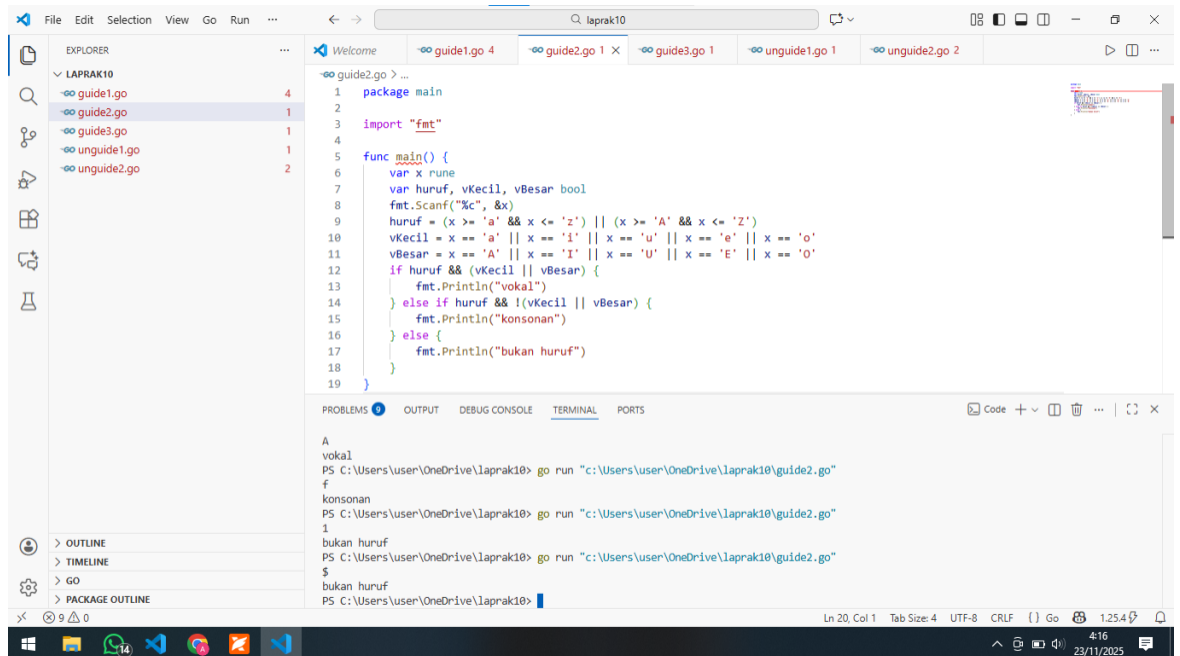 File Edit Selection View Go Run ... laprak10
EXPLORER ...
Welcome guide1.go 4 guide2.go 1 guide3.go 1 unguide1.go 1 unguide2.go 2 ...
LAPRAK10
guide1.go 4
guide2.go 1
guide3.go 1
unguide1.go 1
unguide2.go 2
guide2.go > ...
1 package main
2
3 import "fmt"
4
5 func main() {
6 var x rune
7 var huruf, vKecil, vBesar bool
8 fmt.Scanf("%c", &x)
9 huruf = (x >= 'a' && x <= 'z') || (x >= 'A' && x <= 'Z')
10 vKecil = x == 'a' || x == 'i' || x == 'u' || x == 'e' || x == 'o'
11 vBesar = x == 'A' || x == 'I' || x == 'U' || x == 'E' || x == 'O'
12 if huruf && (vKecil || vBesar) {
13 fmt.Println("vokal")
14 } else if huruf && !(vKecil || vBesar) {
15 fmt.Println("konsonan")
16 } else {
17 fmt.Println("bukan huruf")
18 }
19 }
PROBLEMS 9 OUTPUT DEBUG CONSOLE TERMINAL PORTS Code ...
A
vokal
PS C:\Users\user\OneDrive\laprak10> go run "c:\Users\user\OneDrive\laprak10\guide2.go"
f
konsonan
PS C:\Users\user\OneDrive\laprak10> go run "c:\Users\user\OneDrive\laprak10\guide2.go"
1
bukan huruf
PS C:\Users\user\OneDrive\laprak10> go run "c:\Users\user\OneDrive\laprak10\guide2.go"
$
bukan huruf
PS C:\Users\user\OneDrive\laprak10>
OUTLINE
TIMELINE
GO
PACKAGE OUTLINE
9 0 Ln 20, Col 1 Tab Size: 4 UTF-8 CRLF {} Go 1.25.4
14
4:16
23/11/2025